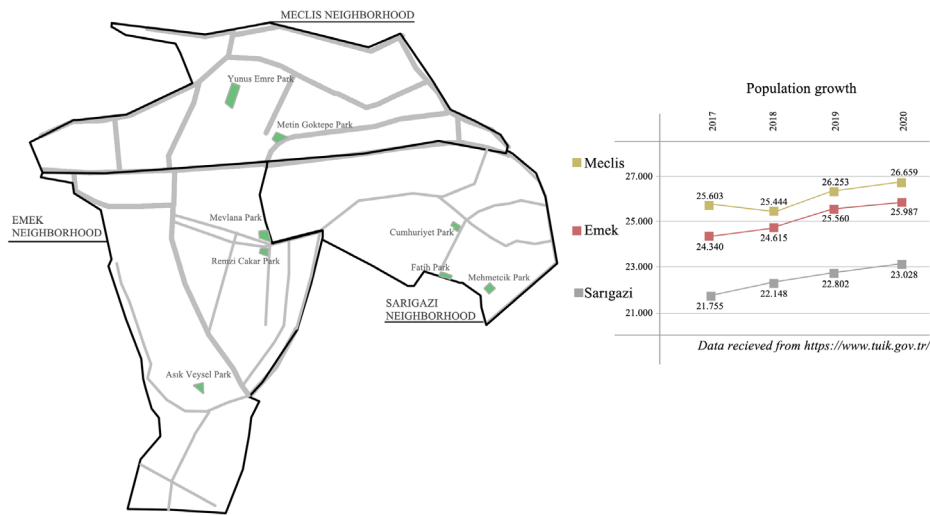 MECLIS NEIGHBORHOOD
Yunus Emre Park
Metin Goktepe Park
EMEK
NEIGHBORHOOD
Mevlana Park
Remzi Cakar Park
Cumhuriyet Park
Fatih Park
Mehmetcik Park
SARIGAZI
NEIGHBORHOOD
Asık Veysel Park
Population growth
2017
2018
2019
2020
Meclis
Emek
Sarıgazi
27.000
25.000
23.000
21.000
25.603
25.444
26.253
26.659
24.340
24.615
25.560
25.987
21.755
22.148
22.802
23.028
Data recieved from https://www.tuik.gov.tr/